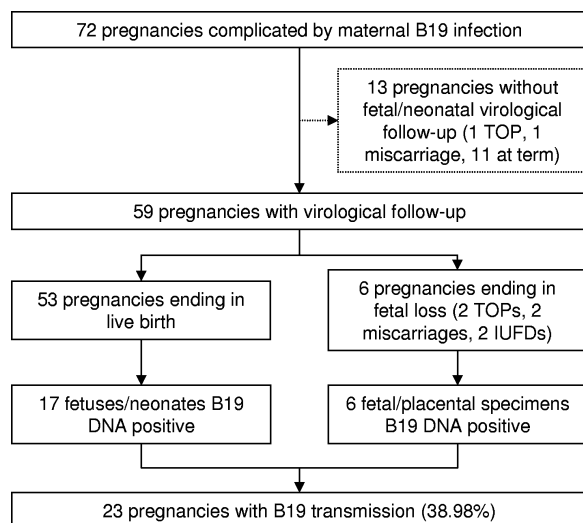 72 pregnancies complicated by maternal B19 infection
13 pregnancies without
fetal/neonatal virological
follow-up (1 TOP, 1
miscarriage, 11 at term)
59 pregnancies with virological follow-up
53 pregnancies ending in
live birth
6 pregnancies ending in
fetal loss (2 TOPs, 2
miscarriages, 2 IUFDs)
17 fetuses/neonates B19
DNA positive
6 fetal/placental specimens
B19 DNA positive
23 pregnancies with B19 transmission (38.98%)